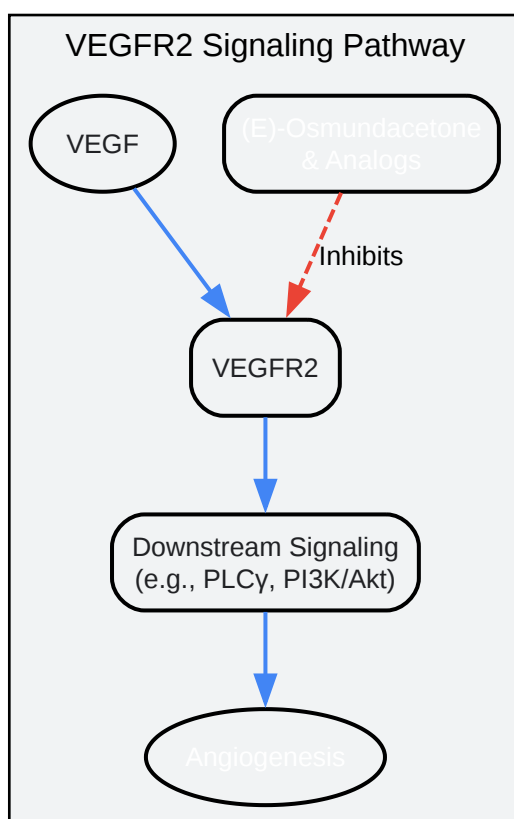 VEGFR2 Signaling Pathway
VEGF
(E)-Osmundacetone
& Analogs
Inhibits
VEGFR2
Downstream Signaling
(e.g., PLCγ, PI3K/Akt)
Angiogenesis